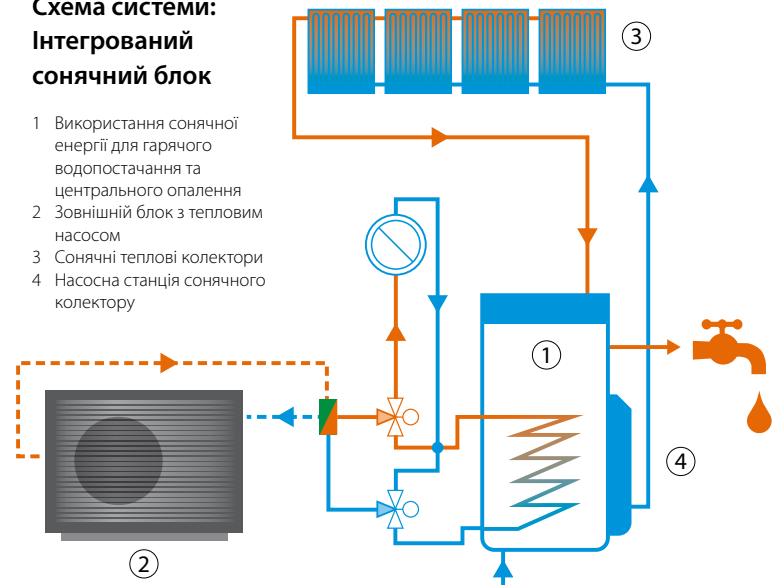 Схема системи:
Інтегрований
сонячний блок
1 Використання сонячної
енергії для гарячого
водопостачання та
центрального опалення
2 Зовнішній блок з тепловим
насосом
3 Сонячні теплові колектори
4 Насосна станція сонячного
колектору
3
1
4
2